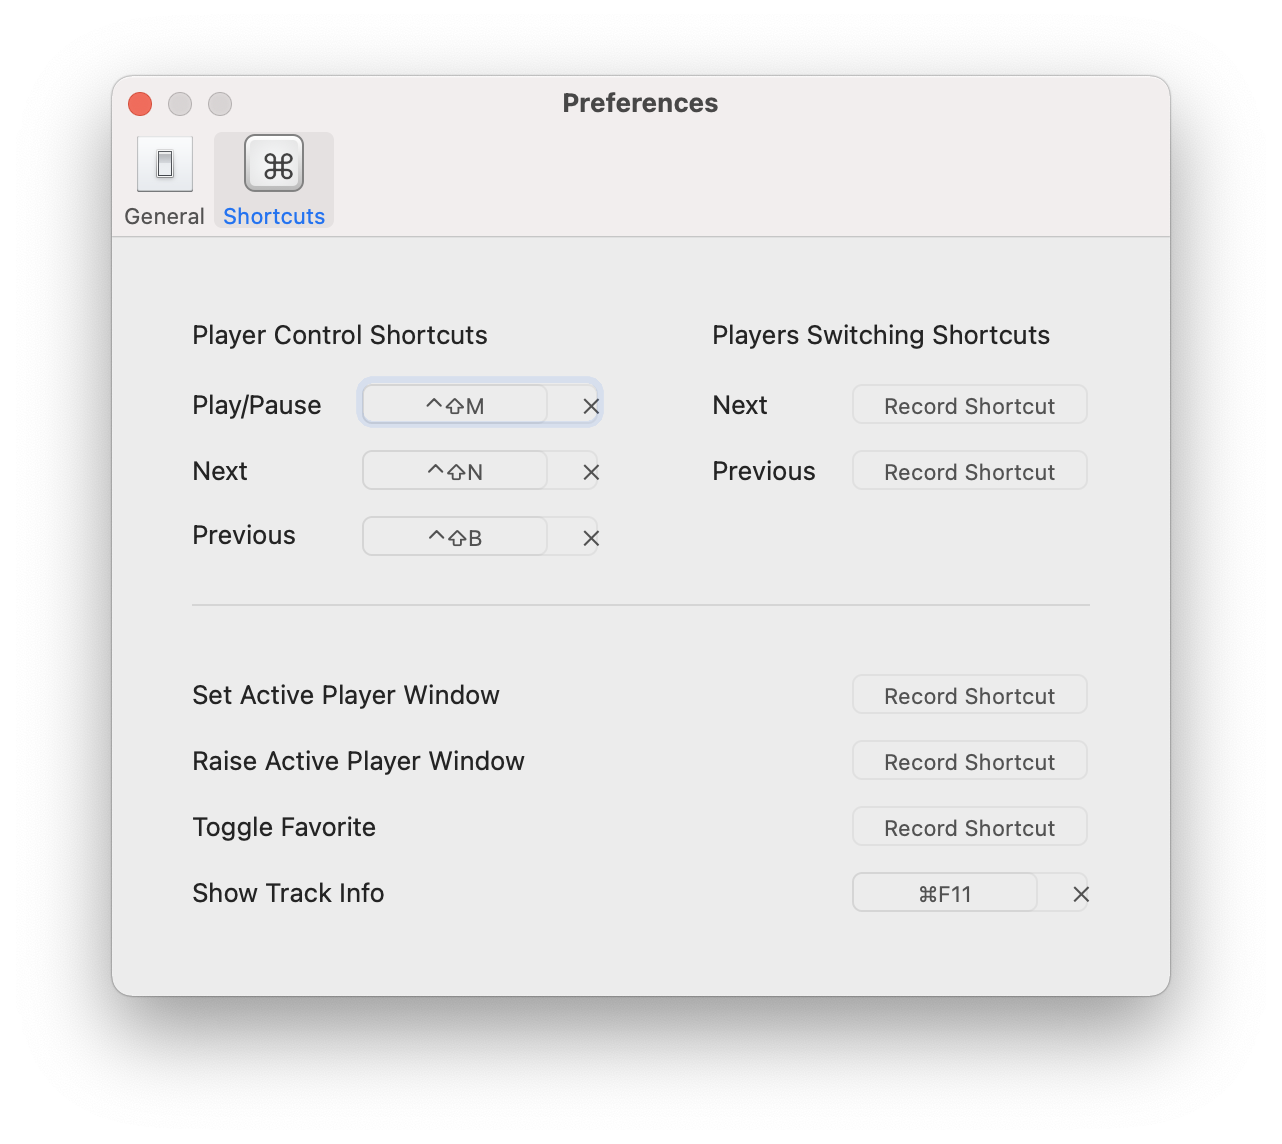 Preferences
General
Shortcuts
Player Control Shortcuts
Play/Pause ⌃⇧M
Next ⌃⇧N
Previous ⌃⇧B
Players Switching Shortcuts
Next Record Shortcut
Previous Record Shortcut
Set Active Player Window Record Shortcut
Raise Active Player Window Record Shortcut
Toggle Favorite Record Shortcut
Show Track Info ⌘F11